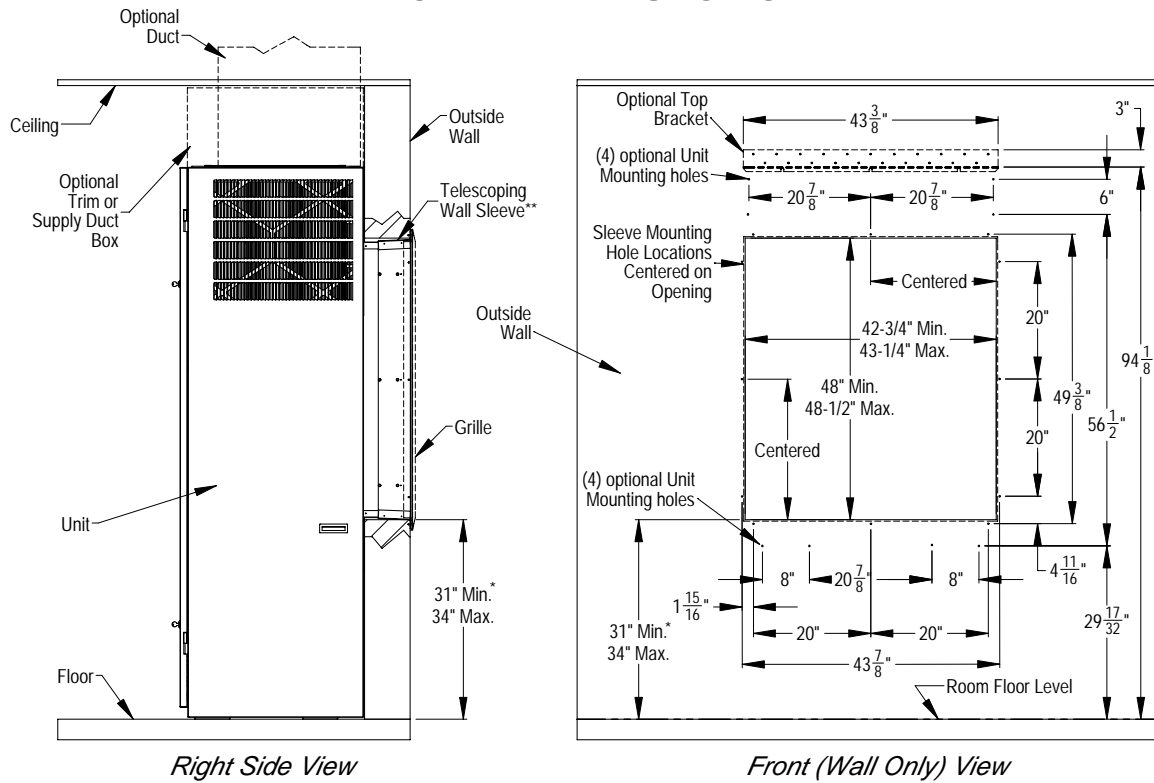 Optional
Duct
Ceiling
Outside
Wall
Optional
Trim or
Supply Duct
Box
Telescoping
Wall Sleeve**
Grille
Unit
31" Min.*
34" Max.
Floor
Right Side View
Optional Top
Bracket
43 3/8"
3"
(4) optional Unit
Mounting holes
20 7/8"
20 7/8"
6"
Sleeve Mounting
Hole Locations
Centered on
Opening
Centered
Outside
Wall
42-3/4" Min.
43-1/4" Max.
20"
94 1/8
48" Min.
48-1/2" Max.
49 3/8"
56 1/2"
20"
Centered
(4) optional Unit
Mounting holes
8"
20 7/8"
8"
4 11/16"
1 15/16"
29 17/32"
31" Min.*
34" Max.
20"
20"
43 7/8"
Room Floor Level
Front (Wall Only) View